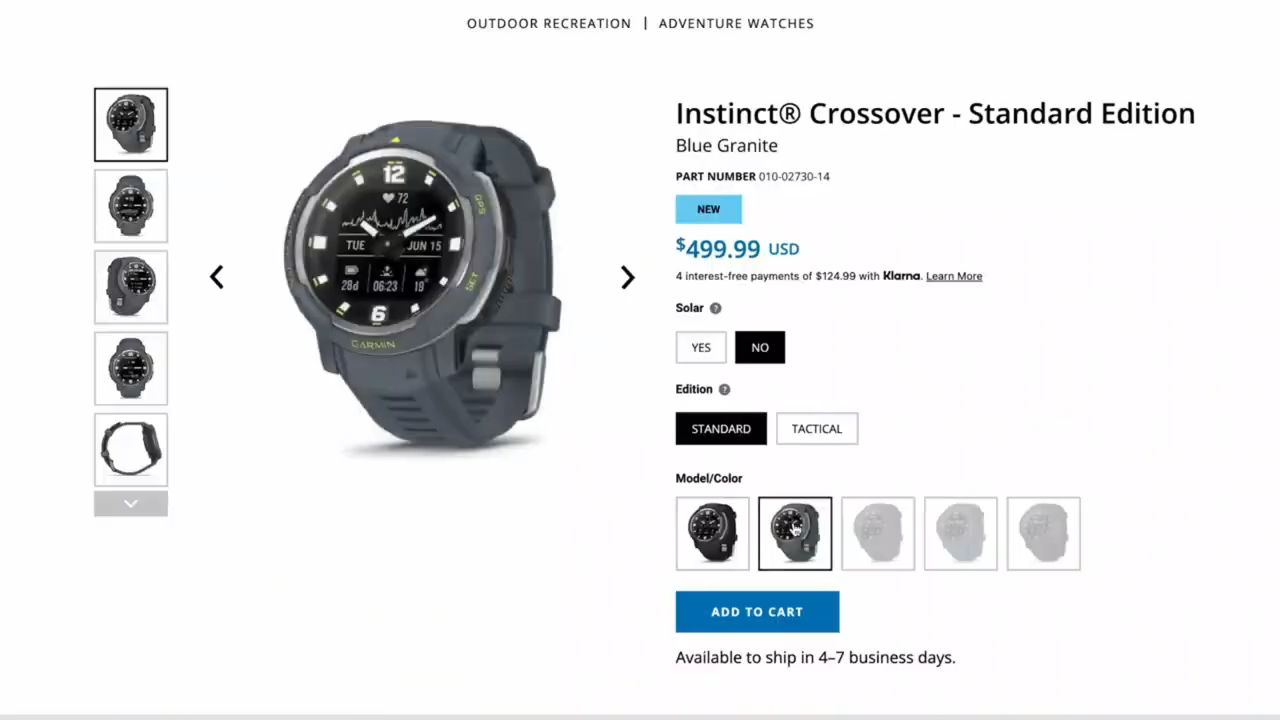 OUTDOOR RECREATION | ADVENTURE WATCHES
Instinct® Crossover - Standard Edition
Blue Granite
PART NUMBER 010-02730-14
NEW
$499.99 USD
4 interest-free payments of $124.99 with Klarna. Learn More
Solar ?
YES NO
Edition ?
STANDARD TACTICAL
Model/Color
ADD TO CART
Available to ship in 4–7 business days.
12
72
GPS
TUE JUN 15
SET
28d 06:23 19°
6
GARMIN